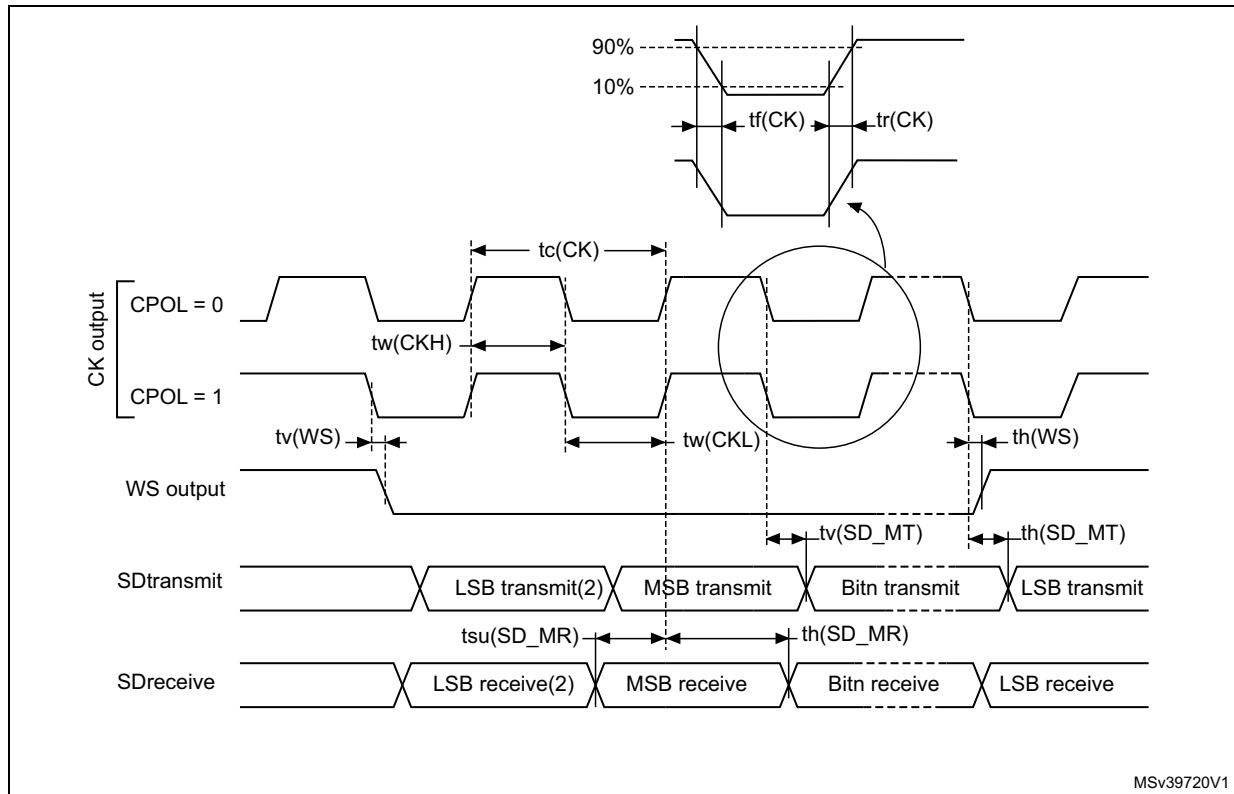 90%
10%
tf(CK)
tr(CK)
tc(CK)
CK output
CPOL = 0
tw(CKH)
CPOL = 1
tv(WS)
tw(CKL)
th(WS)
WS output
tv(SD_MT)
th(SD_MT)
SDtransmit
LSB transmit(2)
MSB transmit
Bitn transmit
LSB transmit
tsu(SD_MR)
th(SD_MR)
SDreceive
LSB receive(2)
MSB receive
Bitn receive
LSB receive
MSv39720V1